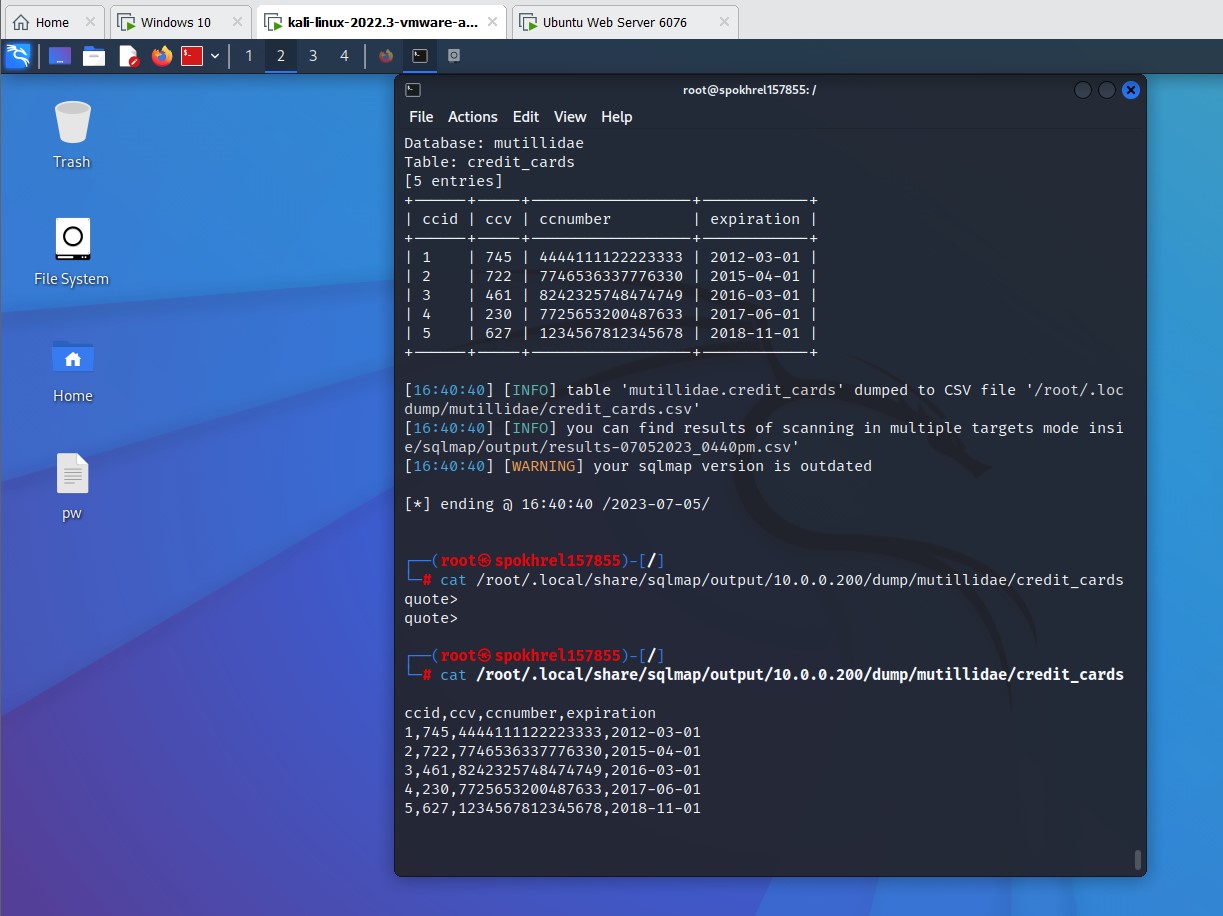 Home
Windows 10
kali-linux-2022.3-vmware-a...
Ubuntu Web Server 6076
1 2 3 4
Trash
File System
Home
pw
root@spokhrel157855: /
File Actions Edit View Help
Database: mutillidae
Table: credit_cards
[5 entries]
+------+-----+------------------+------------+
| ccid | ccv | ccnumber         | expiration |
+------+-----+------------------+------------+
| 1    | 745 | 4444111122223333 | 2012-03-01 |
| 2    | 722 | 7746536337776330 | 2015-04-01 |
| 3    | 461 | 8242325748474749 | 2016-03-01 |
| 4    | 230 | 7725653200487633 | 2017-06-01 |
| 5    | 627 | 1234567812345678 | 2018-11-01 |
+------+-----+------------------+------------+
[16:40:40] [INFO] table 'mutillidae.credit_cards' dumped to CSV file '/root/.loc
dump/mutillidae/credit_cards.csv'
[16:40:40] [INFO] you can find results of scanning in multiple targets mode insi
e/sqlmap/output/results-07052023_0440pm.csv'
[16:40:40] [WARNING] your sqlmap version is outdated
[*] ending @ 16:40:40 /2023-07-05/
┌──(root㉿spokhrel157855)-[/]
└─# cat /root/.local/share/sqlmap/output/10.0.0.200/dump/mutillidae/credit_cards
quote>
quote>
┌──(root㉿spokhrel157855)-[/]
└─# cat /root/.local/share/sqlmap/output/10.0.0.200/dump/mutillidae/credit_cards
ccid,ccv,ccnumber,expiration
1,745,4444111122223333,2012-03-01
2,722,7746536337776330,2015-04-01
3,461,8242325748474749,2016-03-01
4,230,7725653200487633,2017-06-01
5,627,1234567812345678,2018-11-01